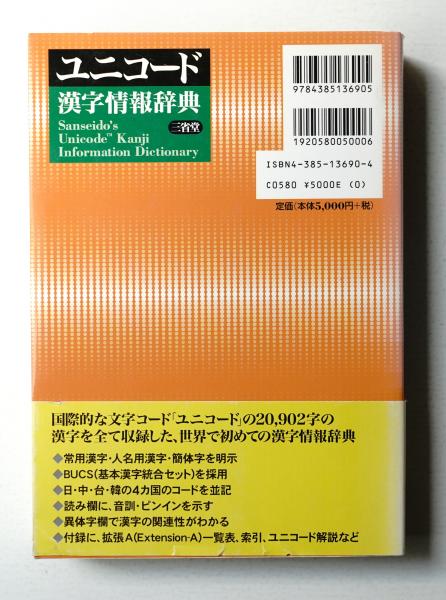 ユニコード
漢字情報辞典
Sanseido's
Unicode™ Kanji
Information Dictionary
三省堂
9784385136905
1920580050006
ISBN4-385-13690-4
C0580 ¥5000E (0)
定価(本体5,000円+税)
国際的な文字コード「ユニコード」の20,902字の
漢字を全て収録した、世界で初めての漢字情報辞典
◆常用漢字・人名用漢字・簡体字を明示
◆BUCS(基本漢字統合セット)を採用
◆日・中・台・韓の4カ国のコードを並記
◆読み欄に、音訓・ピンインを示す
◆異体字欄で漢字の関連性がわかる
◆付録に、拡張A(Extension-A)一覧表、索引、ユニコード解説など